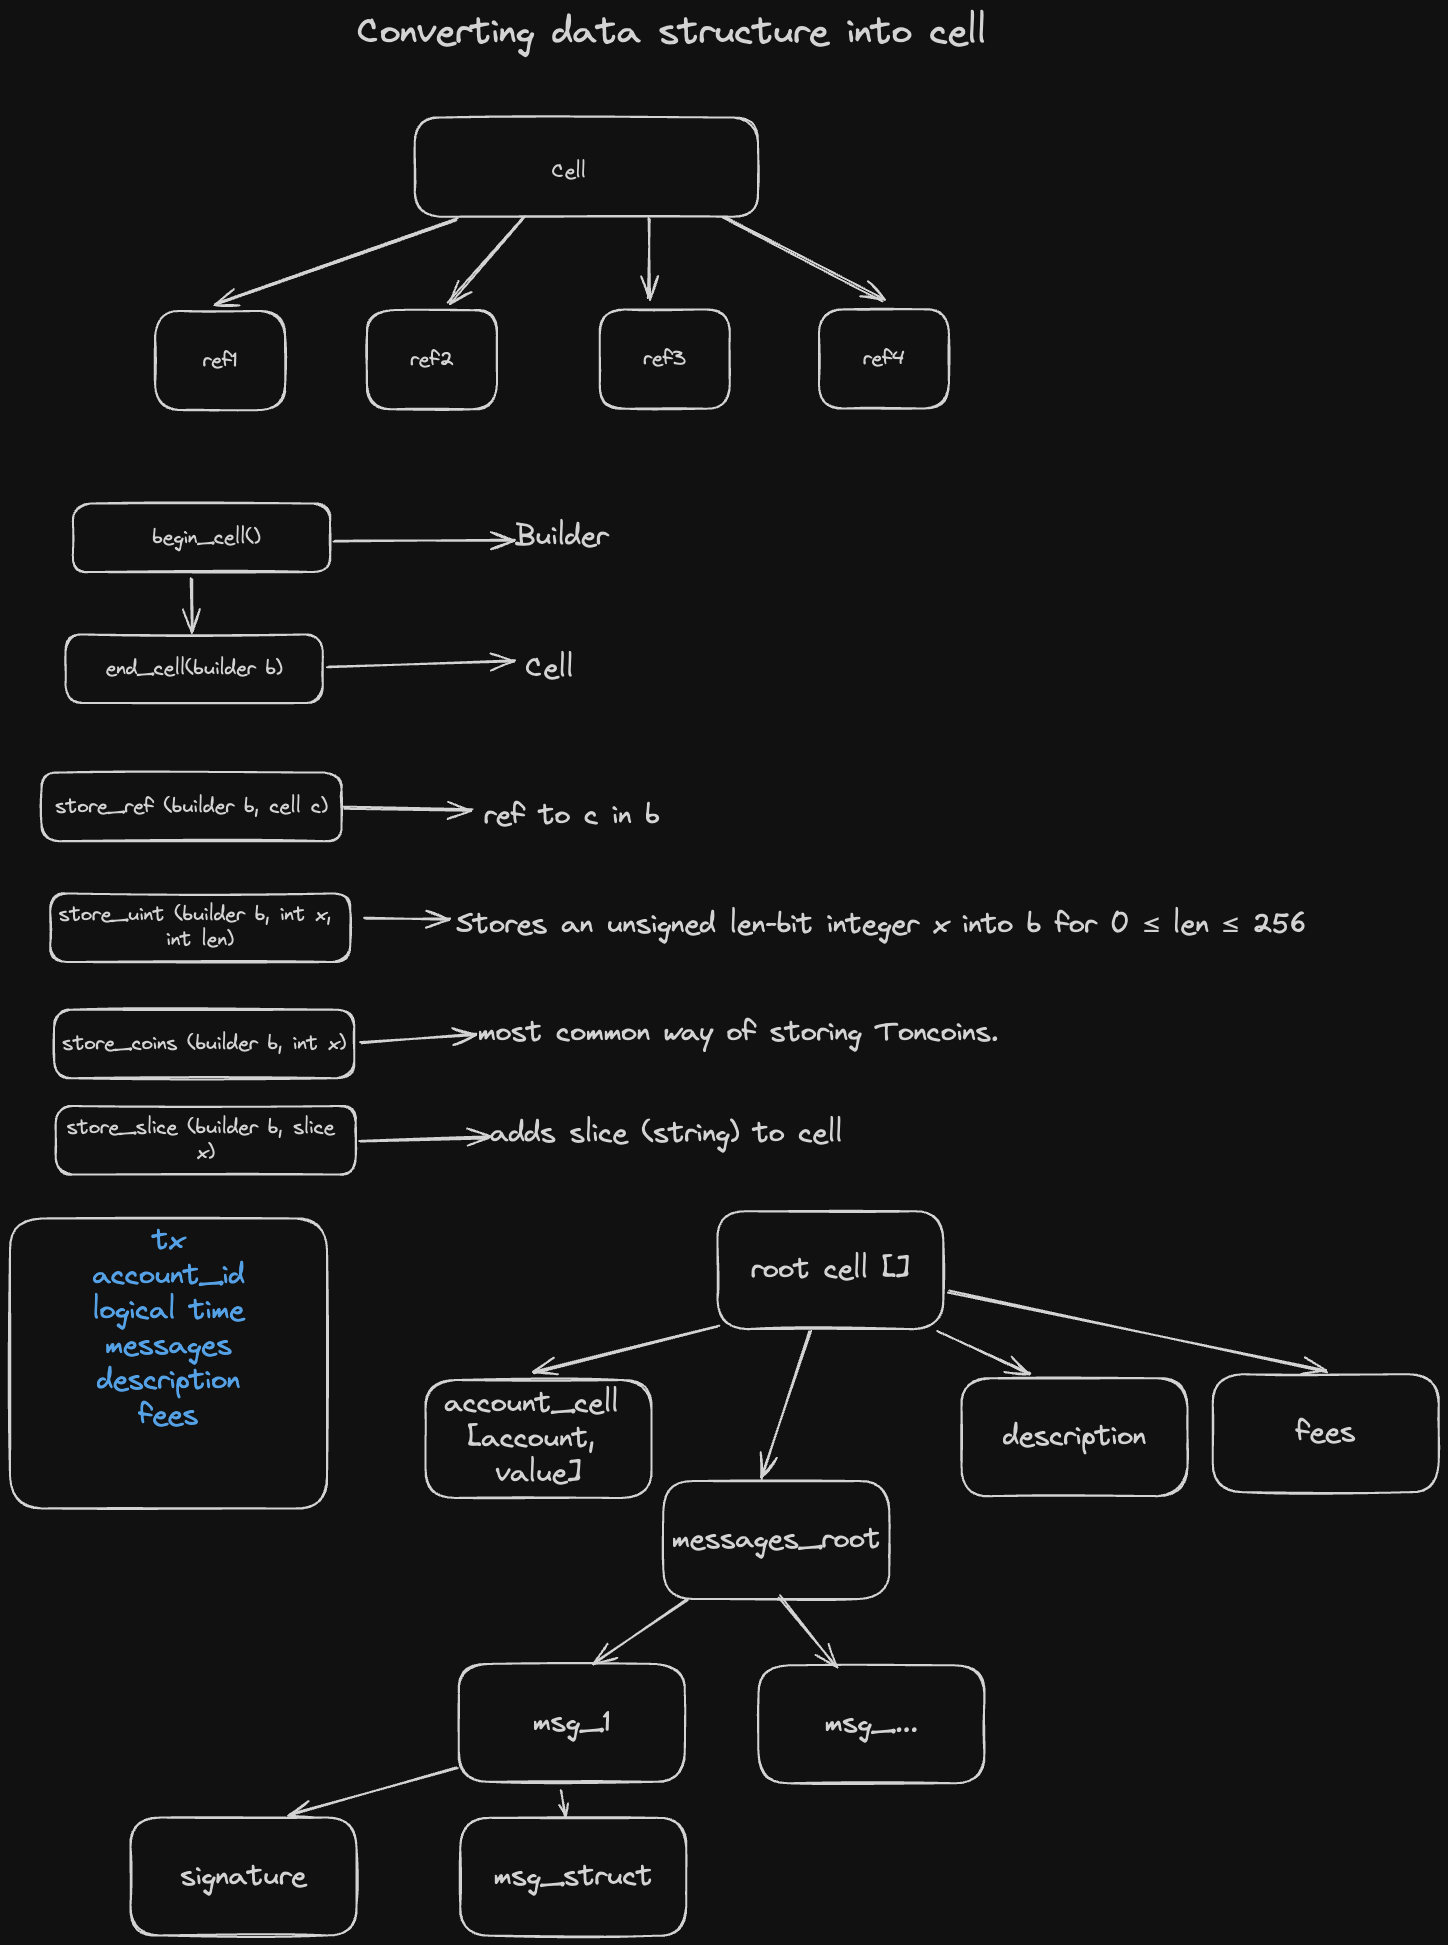 Converting data structure into cell
cell
ref1
ref2
ref3
ref4
begin_cell()
Builder
end_cell(builder b)
cell
store_ref (builder b, cell c)
ref to c in b
store_uint (builder b, int x,
int len)
Stores an unsigned len-bit integer x into b for 0 ≤ len ≤ 256
store_coins (builder b, int x)
most common way of storing Toncoins.
store_slice (builder b, slice
x)
adds slice (string) to cell
tx
account_id
logical time
messages
description
fees
root cell []
account_cell
[account,
value]
description
fees
messages_root
msg_1
msg_...
signature
msg_struct